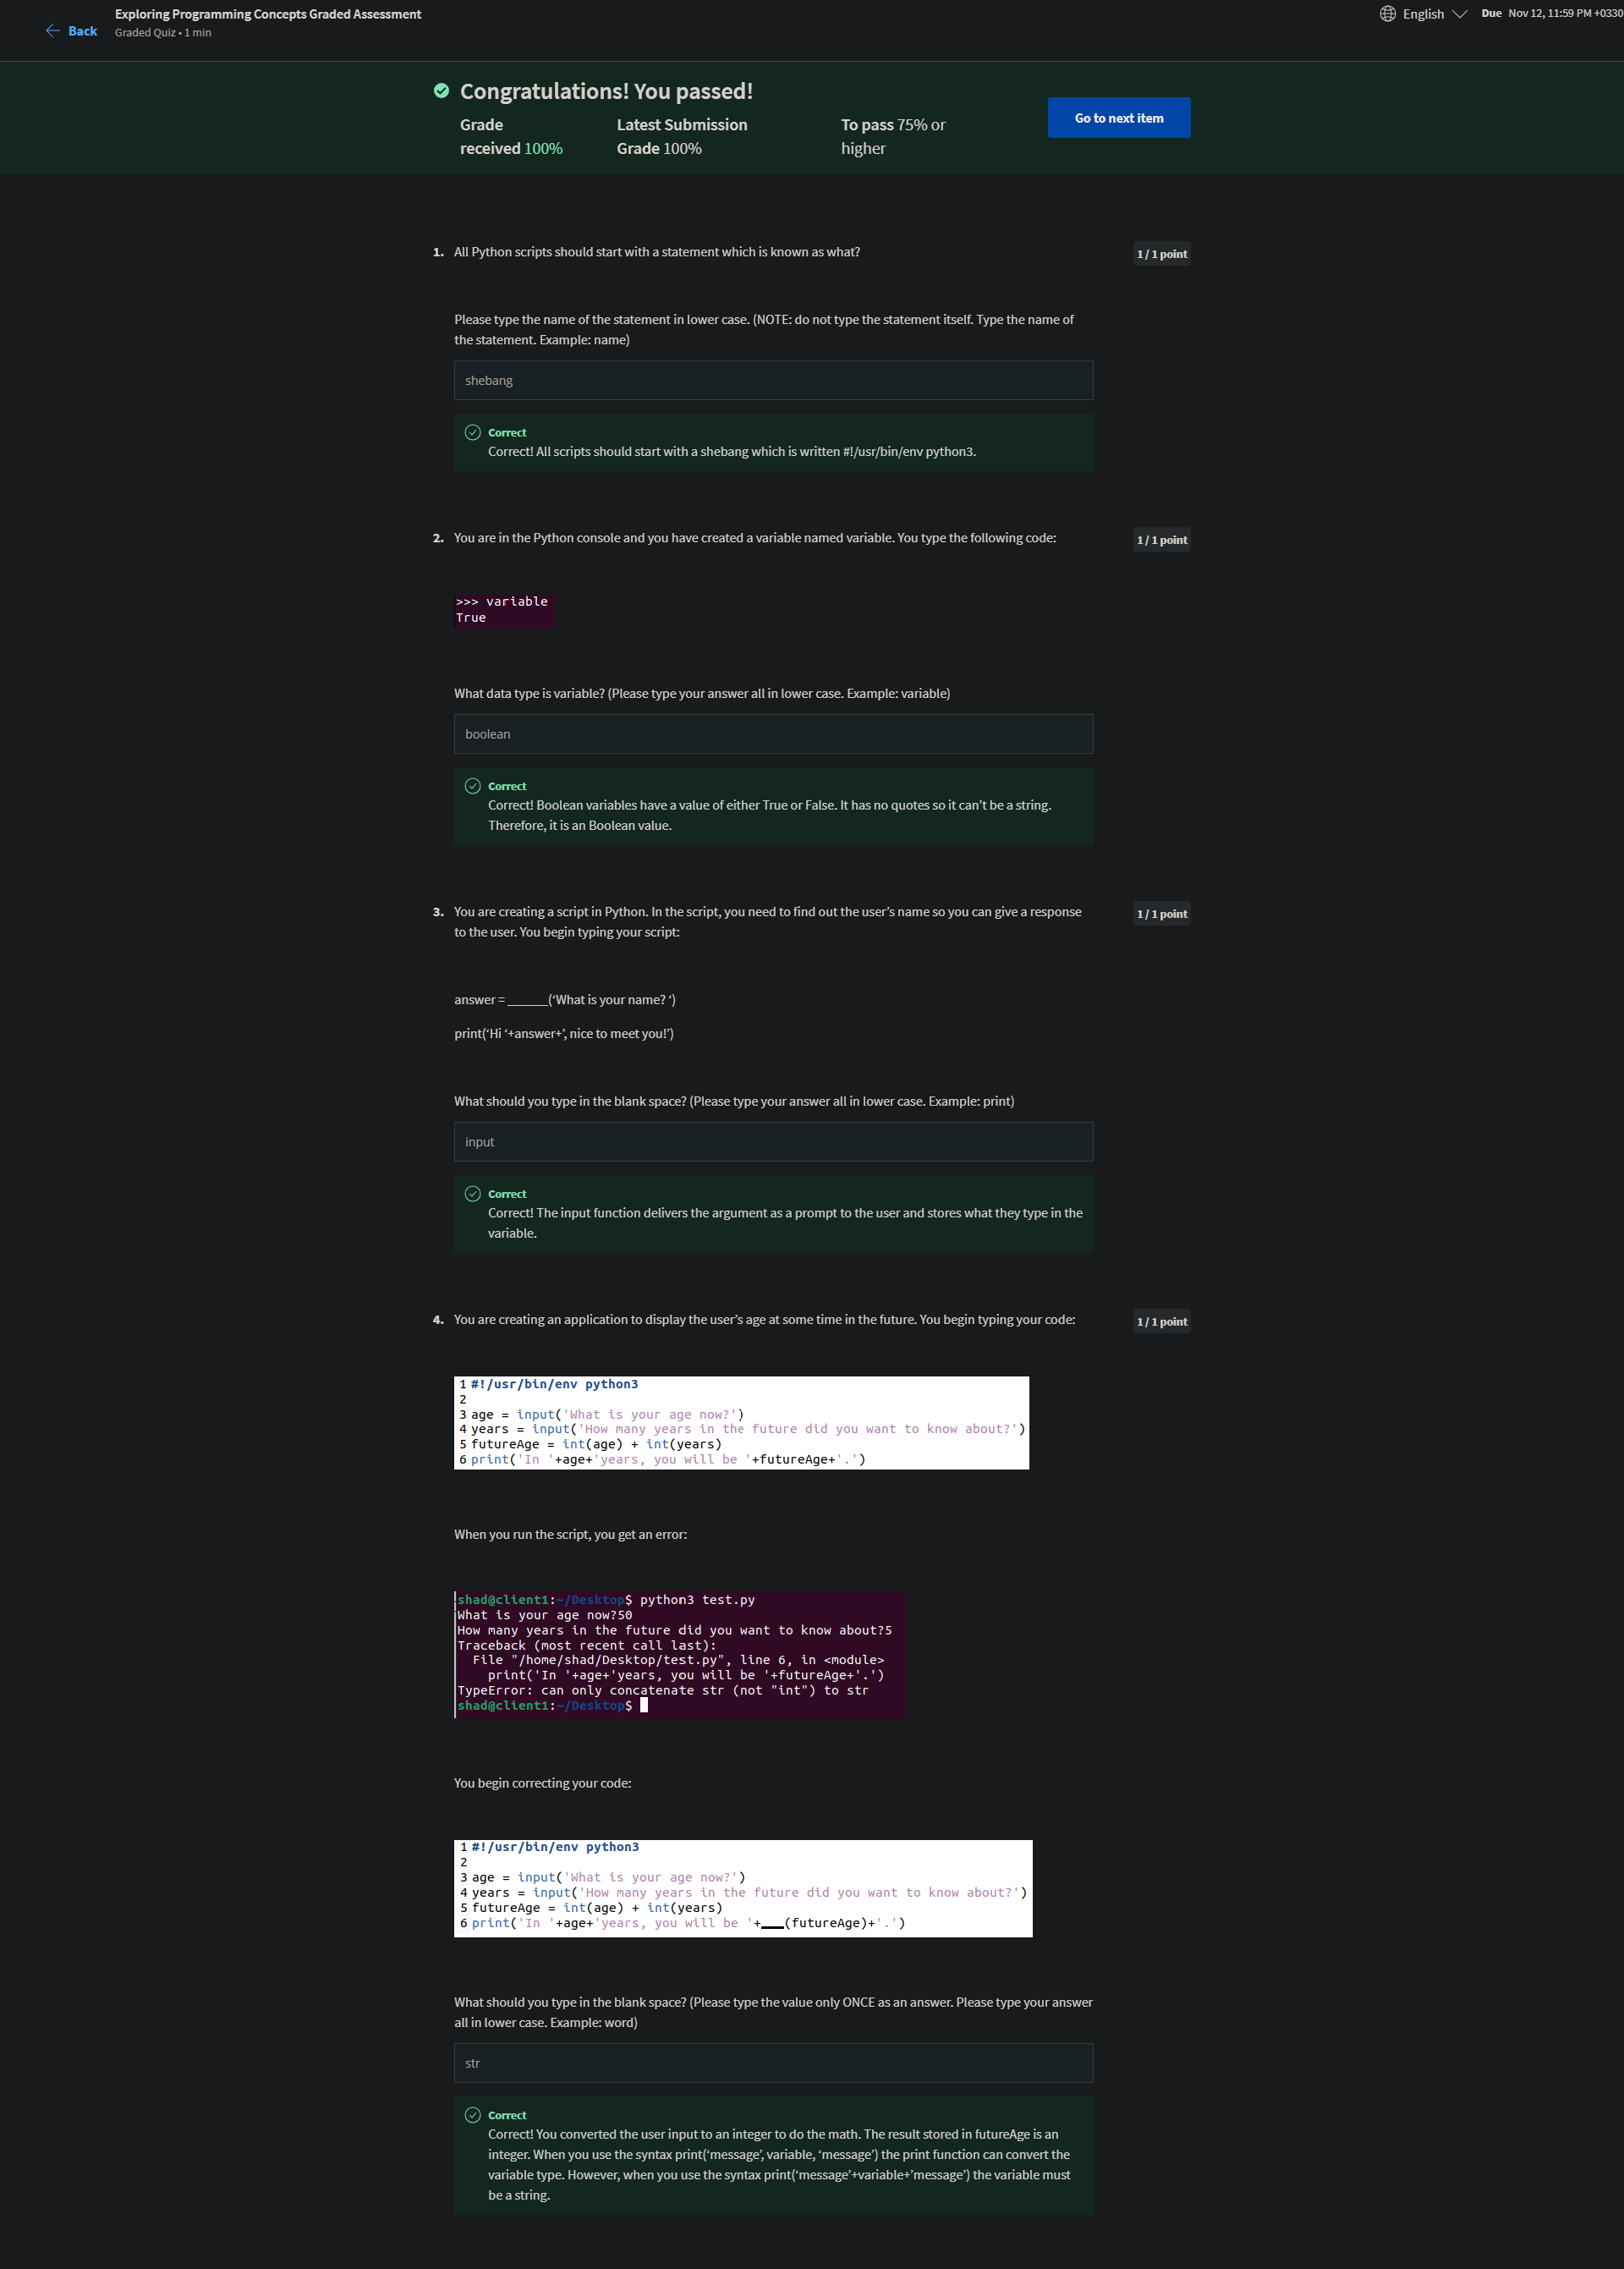 Exploring Programming Concepts Graded Assessment
Back
Graded Quiz • 1 min
English
Due Nov 12, 11:59 PM +0330
Congratulations! You passed!
Grade received 100%
Latest Submission Grade 100%
To pass 75% or higher
Go to next item
1. All Python scripts should start with a statement which is known as what?
1 / 1 point
Please type the name of the statement in lower case. (NOTE: do not type the statement itself. Type the name of
the statement. Example: name)
shebang
Correct
Correct! All scripts should start with a shebang which is written #!/usr/bin/env python3.
2. You are in the Python console and you have created a variable named variable. You type the following code:
1 / 1 point
>>> variable
True
What data type is variable? (Please type your answer all in lower case. Example: variable)
boolean
Correct
Correct! Boolean variables have a value of either True or False. It has no quotes so it can’t be a string.
Therefore, it is an Boolean value.
3. You are creating a script in Python. In the script, you need to find out the user’s name so you can give a response
to the user. You begin typing your script:
1 / 1 point
answer = ______(‘What is your name? ‘)
print(‘Hi ‘+answer+’, nice to meet you!’)
What should you type in the blank space? (Please type your answer all in lower case. Example: print)
input
Correct
Correct! The input function delivers the argument as a prompt to the user and stores what they type in the
variable.
4. You are creating an application to display the user’s age at some time in the future. You begin typing your code:
1 / 1 point
1 #!/usr/bin/env python3
2
3 age = input('What is your age now?')
4 years = input('How many years in the future did you want to know about?')
5 futureAge = int(age) + int(years)
6 print('In '+age+'years, you will be '+futureAge+'.')
When you run the script, you get an error:
shad@client1:~/Desktop$ python3 test.py
What is your age now?50
How many years in the future did you want to know about?5
Traceback (most recent call last):
File "/home/shad/Desktop/test.py", line 6, in <module>
print('In '+age+'years, you will be '+futureAge+'.')
TypeError: can only concatenate str (not "int") to str
shad@client1:~/Desktop$
You begin correcting your code:
1 #!/usr/bin/env python3
2
3 age = input('What is your age now?')
4 years = input('How many years in the future did you want to know about?')
5 futureAge = int(age) + int(years)
6 print('In '+age+'years, you will be '+___(futureAge)+'.')
What should you type in the blank space? (Please type the value only ONCE as an answer. Please type your answer
all in lower case. Example: word)
str
Correct
Correct! You converted the user input to an integer to do the math. The result stored in futureAge is an
integer. When you use the syntax print(‘message’, variable, ‘message’) the print function can convert the
variable type. However, when you use the syntax print(‘message’+variable+’message’) the variable must
be a string.